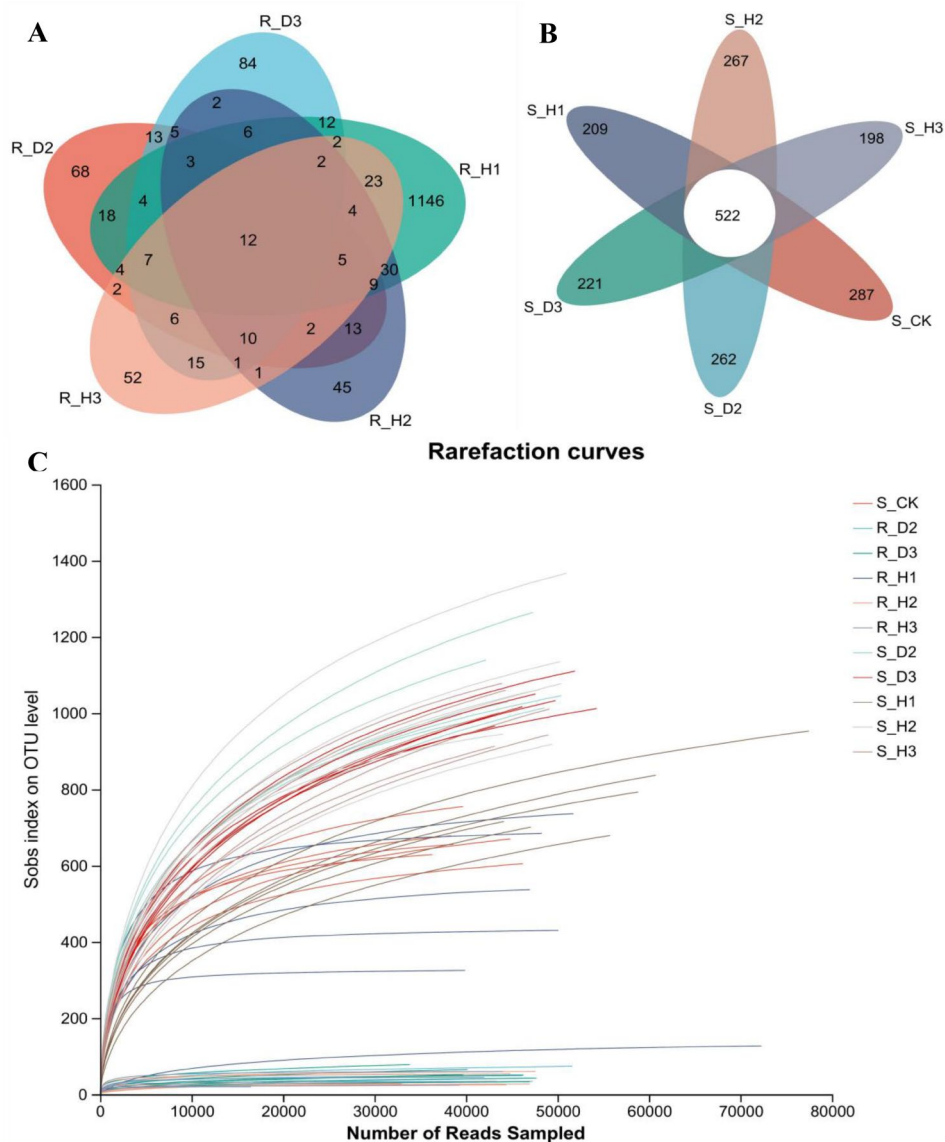 A
R_D3
84
2
12
13
5
6
2
R_D2
68
3
2
23
R_H1
1146
18
4
4
12
4
7
5
30
2
9
6
10
2
13
15
1
1
52
45
R_H3
R_H2
B
S_H2
267
S_H1
209
198
S_H3
522
221
287
S_D3
S_CK
262
S_D2
C
Rarefaction curves
Sobs index on OTU level
1600
1400
1200
1000
800
600
400
200
0
0 10000 20000 30000 40000 50000 60000 70000 80000
Number of Reads Sampled
S_CK
R_D2
R_D3
R_H1
R_H2
R_H3
S_D2
S_D3
S_H1
S_H2
S_H3